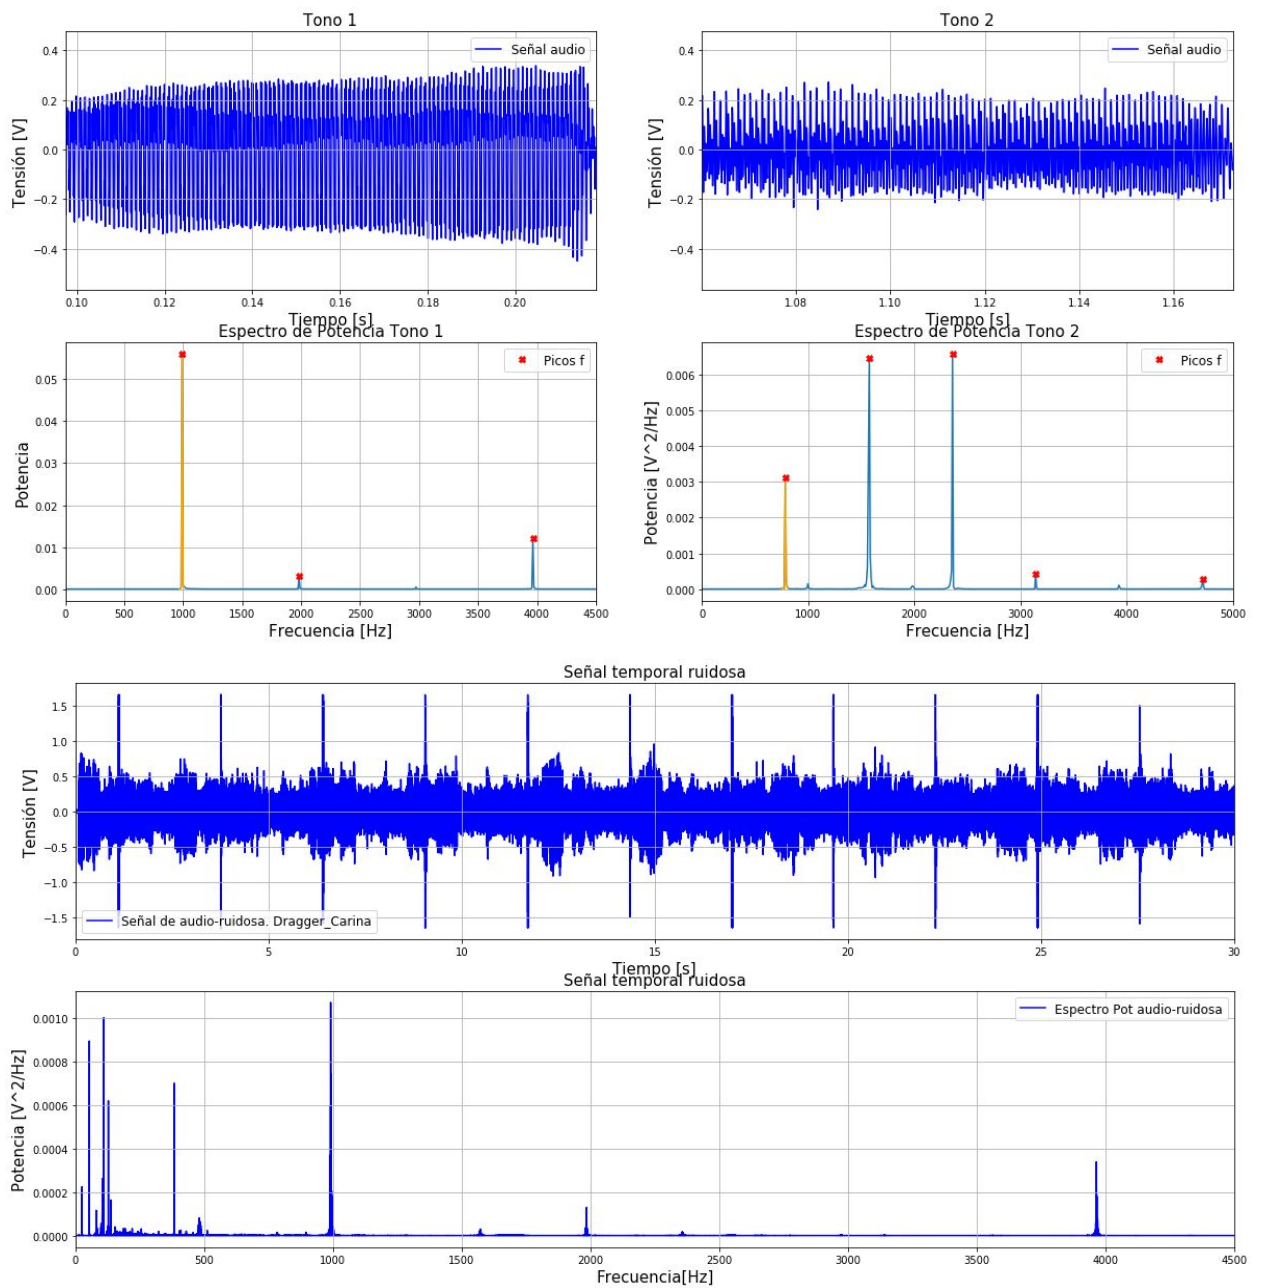 Tono 1
Tensión [V]
0.4
0.2
0.0
−0.2
−0.4
Señal audio
0.10 0.12 0.14 0.16 0.18 0.20
Tiempo [s]
Tono 2
Tensión [V]
0.4
0.2
0.0
−0.2
−0.4
Señal audio
1.08 1.10 1.12 1.14 1.16
Tiempo [s]
Espectro de Potencia Tono 1
Potencia
0.05
0.04
0.03
0.02
0.01
0.00
Picos f
0 500 1000 1500 2000 2500 3000 3500 4000 4500
Frecuencia [Hz]
Espectro de Potencia Tono 2
Potencia [V^2/Hz]
0.006
0.005
0.004
0.003
0.002
0.001
0.000
Picos f
0 1000 2000 3000 4000 5000
Frecuencia [Hz]
Señal temporal ruidosa
Tensión [V]
1.5
1.0
0.5
0.0
−0.5
−1.0
−1.5
Señal de audio-ruidosa. Dragger_Carina
0 5 10 15 20 25 30
Tiempo [s]
Señal temporal ruidosa
Potencia [V^2/Hz]
0.0010
0.0008
0.0006
0.0004
0.0002
0.0000
Espectro Pot audio-ruidosa
0 500 1000 1500 2000 2500 3000 3500 4000 4500
Frecuencia[Hz]